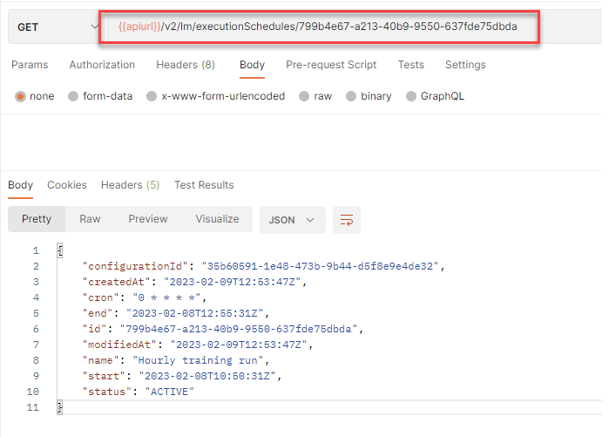 GET {{apiurl}}/v2/lm/executionSchedules/799b4e67-a213-40b9-9550-637fde75dbda
Params Authorization Headers (8) Body Pre-request Script Tests Settings
none form-data x-www-form-urlencoded raw binary GraphQL
Body Cookies Headers (5) Test Results
Pretty Raw Preview Visualize JSON
1 {
2 "configurationId": "35b60591-1e48-473b-9b44-d5f8e9e4de32",
3 "createdAt": "2023-02-09T12:53:47Z",
4 "cron": "0 * * * *",
5 "end": "2023-02-08T12:55:31Z",
6 "id": "799b4e67-a213-40b9-9550-637fde75dbda",
7 "modifiedAt": "2023-02-09T12:53:47Z",
8 "name": "Hourly training run",
9 "start": "2023-02-08T10:50:31Z",
10 "status": "ACTIVE"
11 }